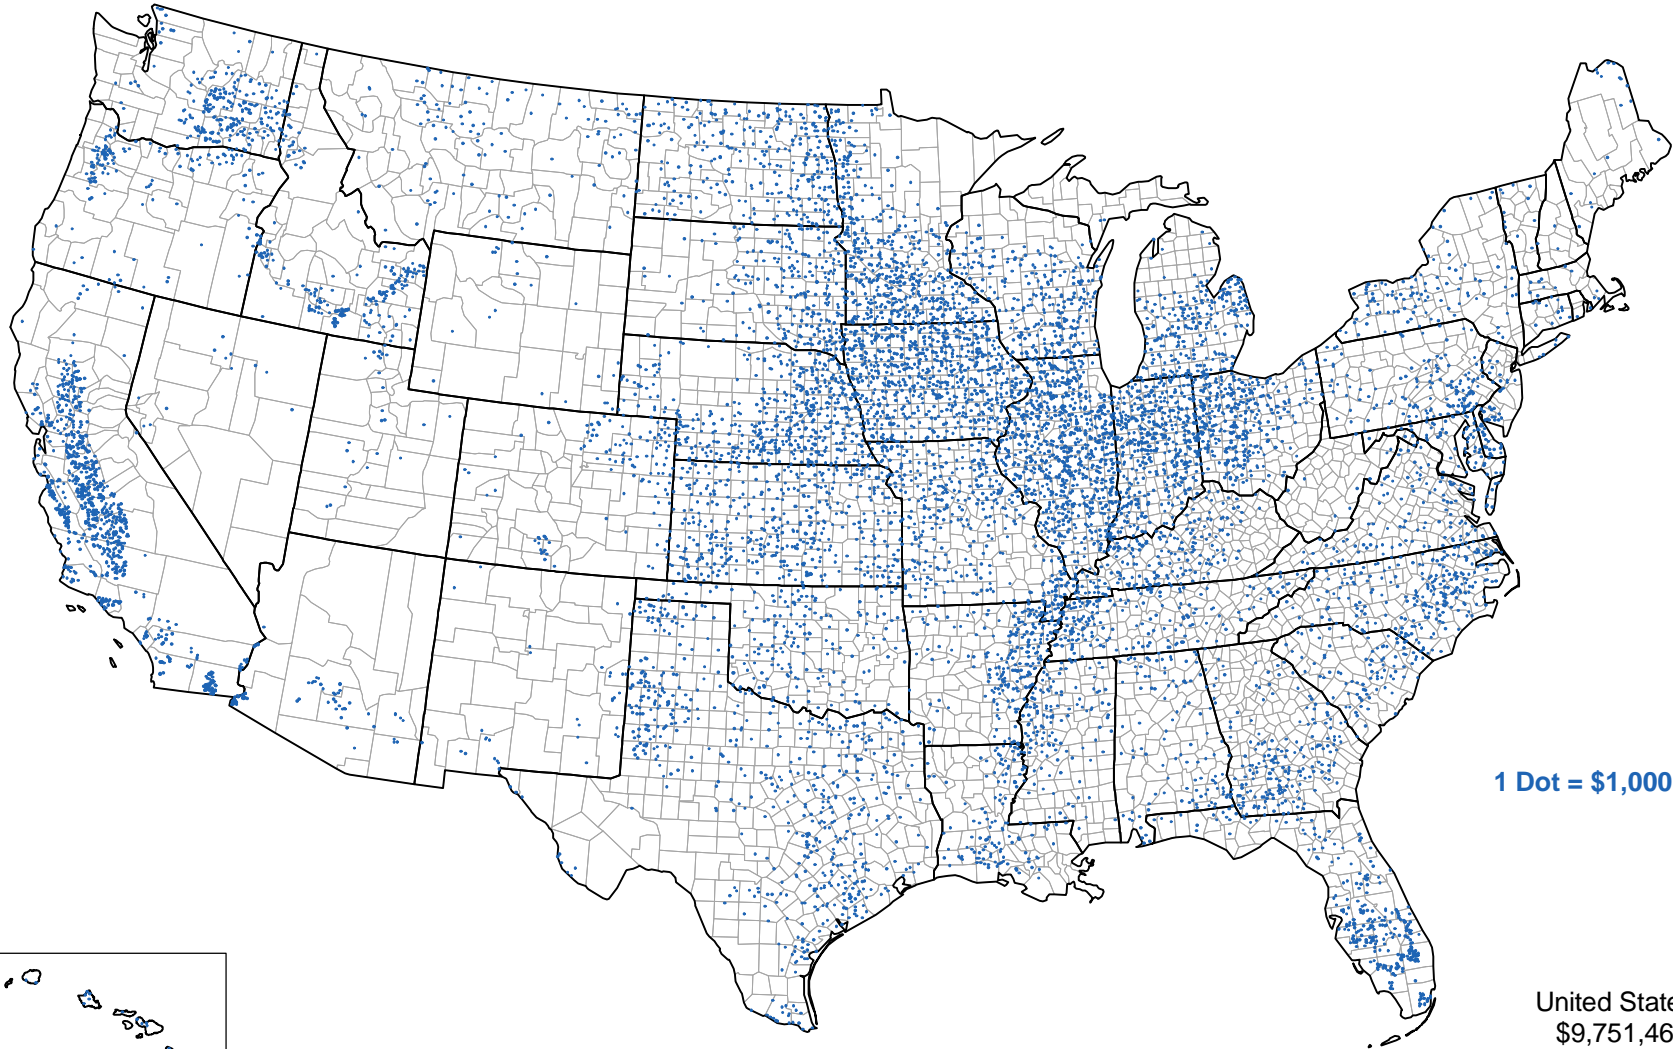 1 Dot = $1,000
United State
$9,751,46